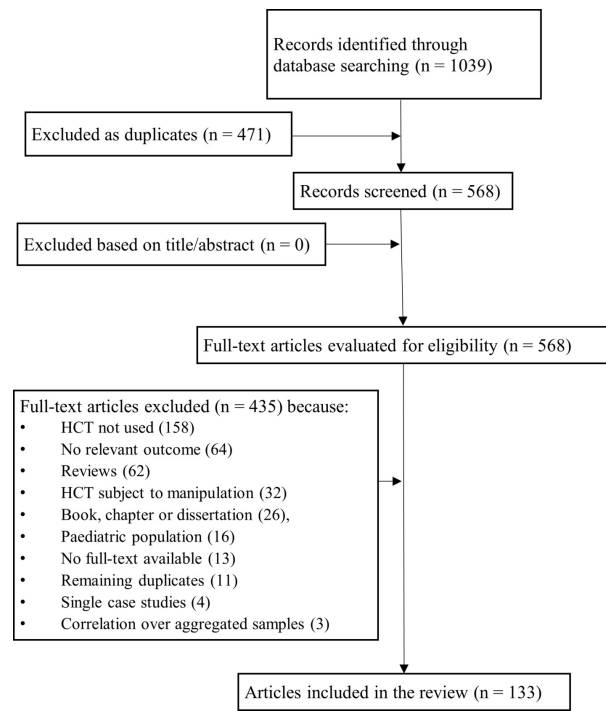 Records identified through
database searching (n = 1039)
Excluded as duplicates (n = 471)
Records screened (n = 568)
Excluded based on title/abstract (n = 0)
Full-text articles evaluated for eligibility (n = 568)
Full-text articles excluded (n = 435) because:
• HCT not used (158)
• No relevant outcome (64)
• Reviews (62)
• HCT subject to manipulation (32)
• Book, chapter or dissertation (26),
• Paediatric population (16)
• No full-text available (13)
• Remaining duplicates (11)
• Single case studies (4)
• Correlation over aggregated samples (3)
Articles included in the review (n = 133)